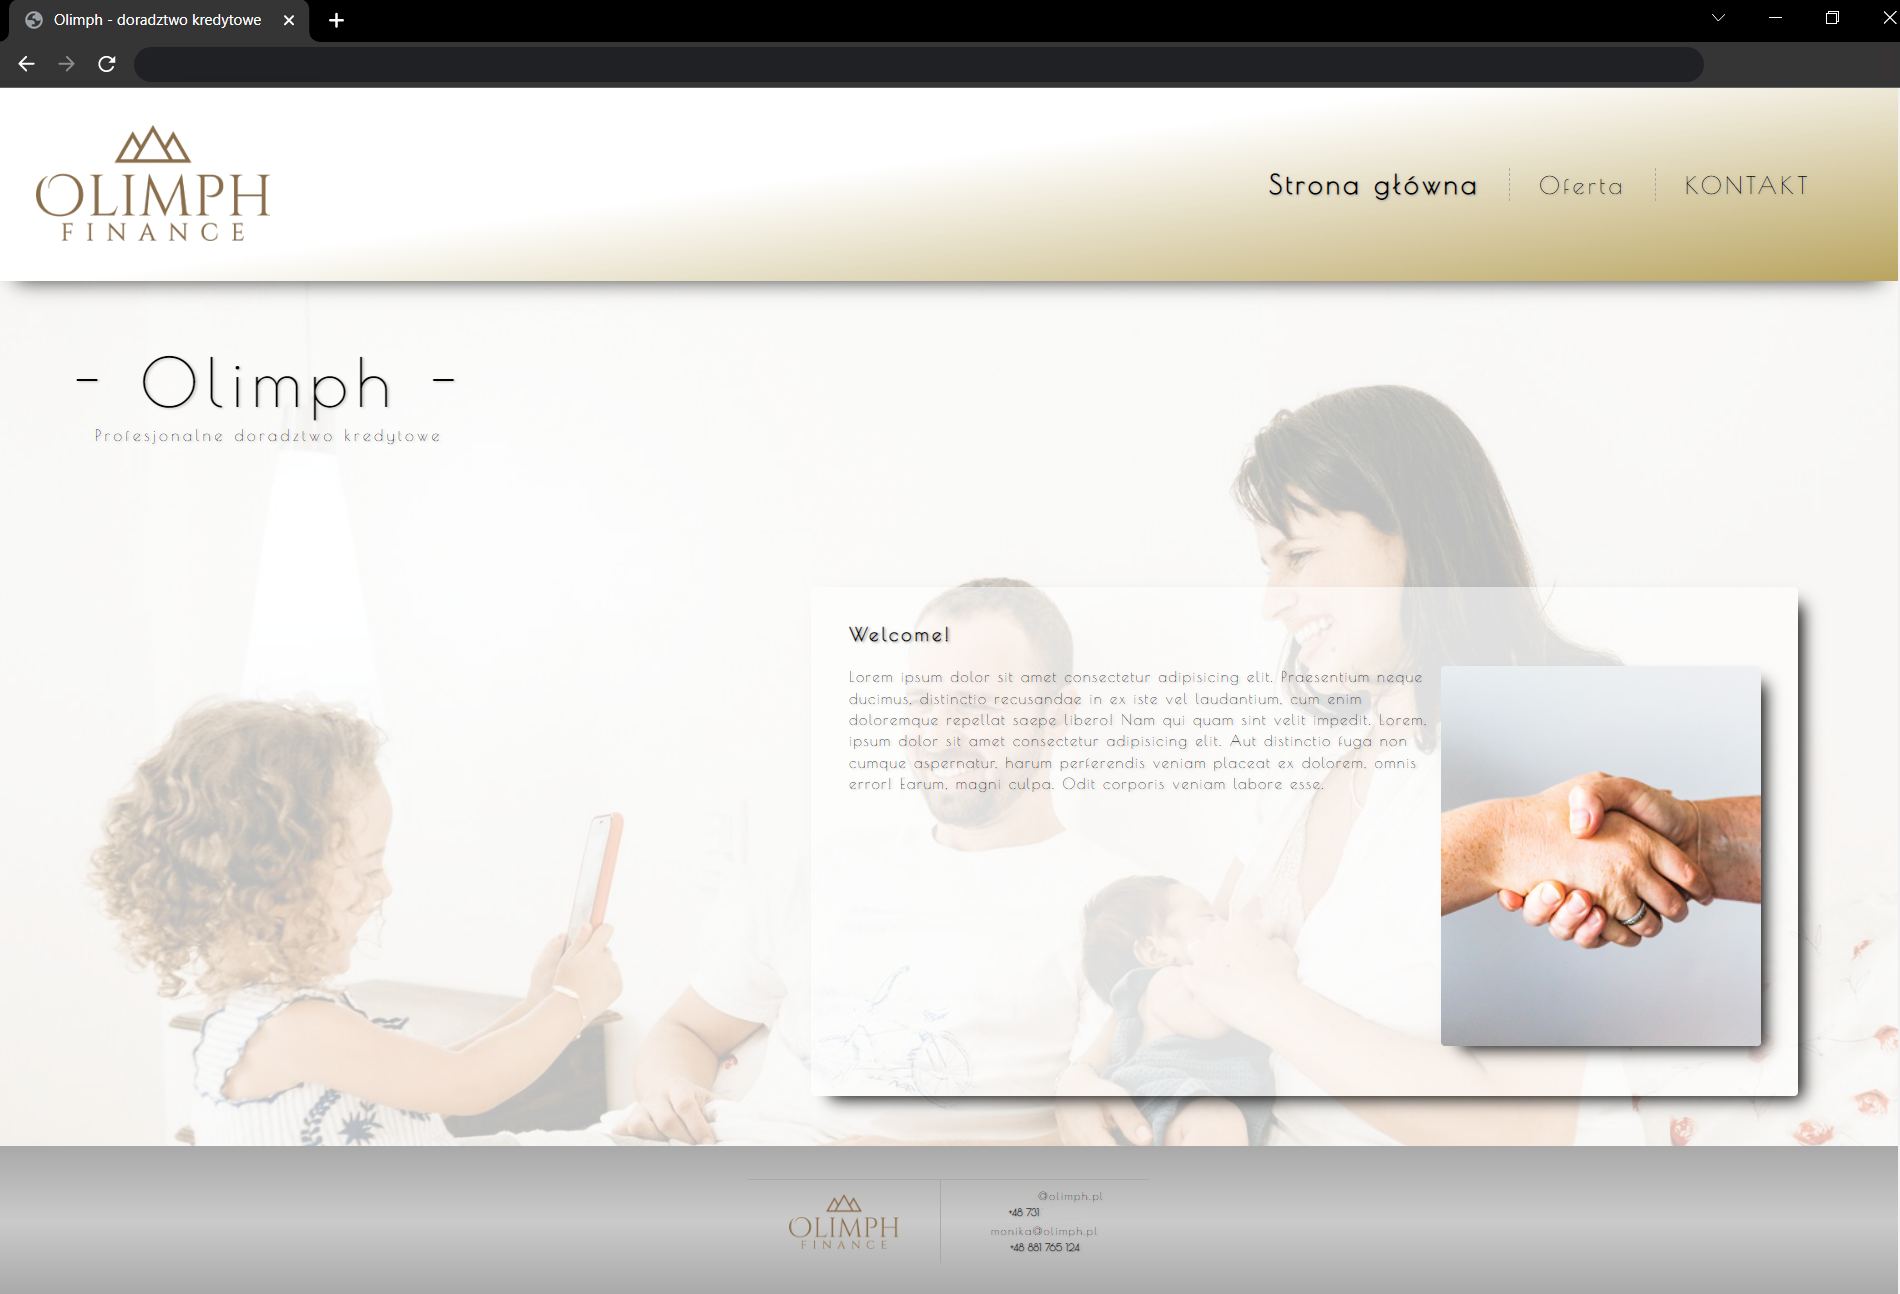 Olimph - doradztwo kredytowe
OLIMPH
FINANCE
Strona główna
Oferta
KONTAKT
- Olimph -
Profesjonalne doradztwo kredytowe
Welcome!
Lorem ipsum dolor sit amet consectetur adipisicing elit. Praesentium neque
ducimus, distinctio recusandae in ex iste vel laudantium, cum enim
doloremque repellat saepe libero! Nam qui quam sint velit impedit. Lorem,
ipsum dolor sit amet consectetur adipisicing elit. Aut distinctio fuga non
cumque aspernatur, harum perferendis veniam placeat ex dolorem, omnis
error! Earum, magni culpa. Odit corporis veniam labore esse.
OLIMPH
FINANCE
@olimph.pl
+48 731
monika@olimph.pl
+48 881 765 124